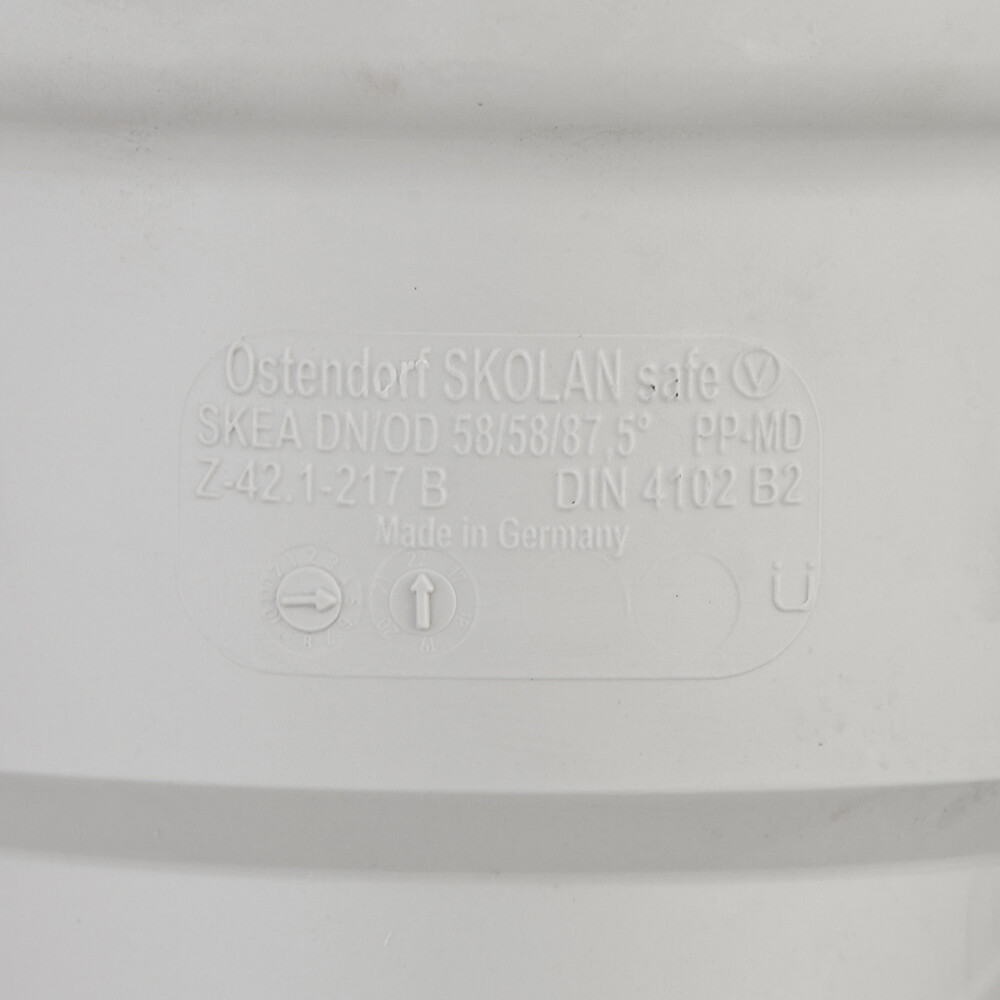 Ostendorf SKOLAN safe Ⓥ
SKEA DN/OD 58/58/87,5° PP-MD
Z-42.1-217 B DIN 4102 B2
Made in Germany
Ü